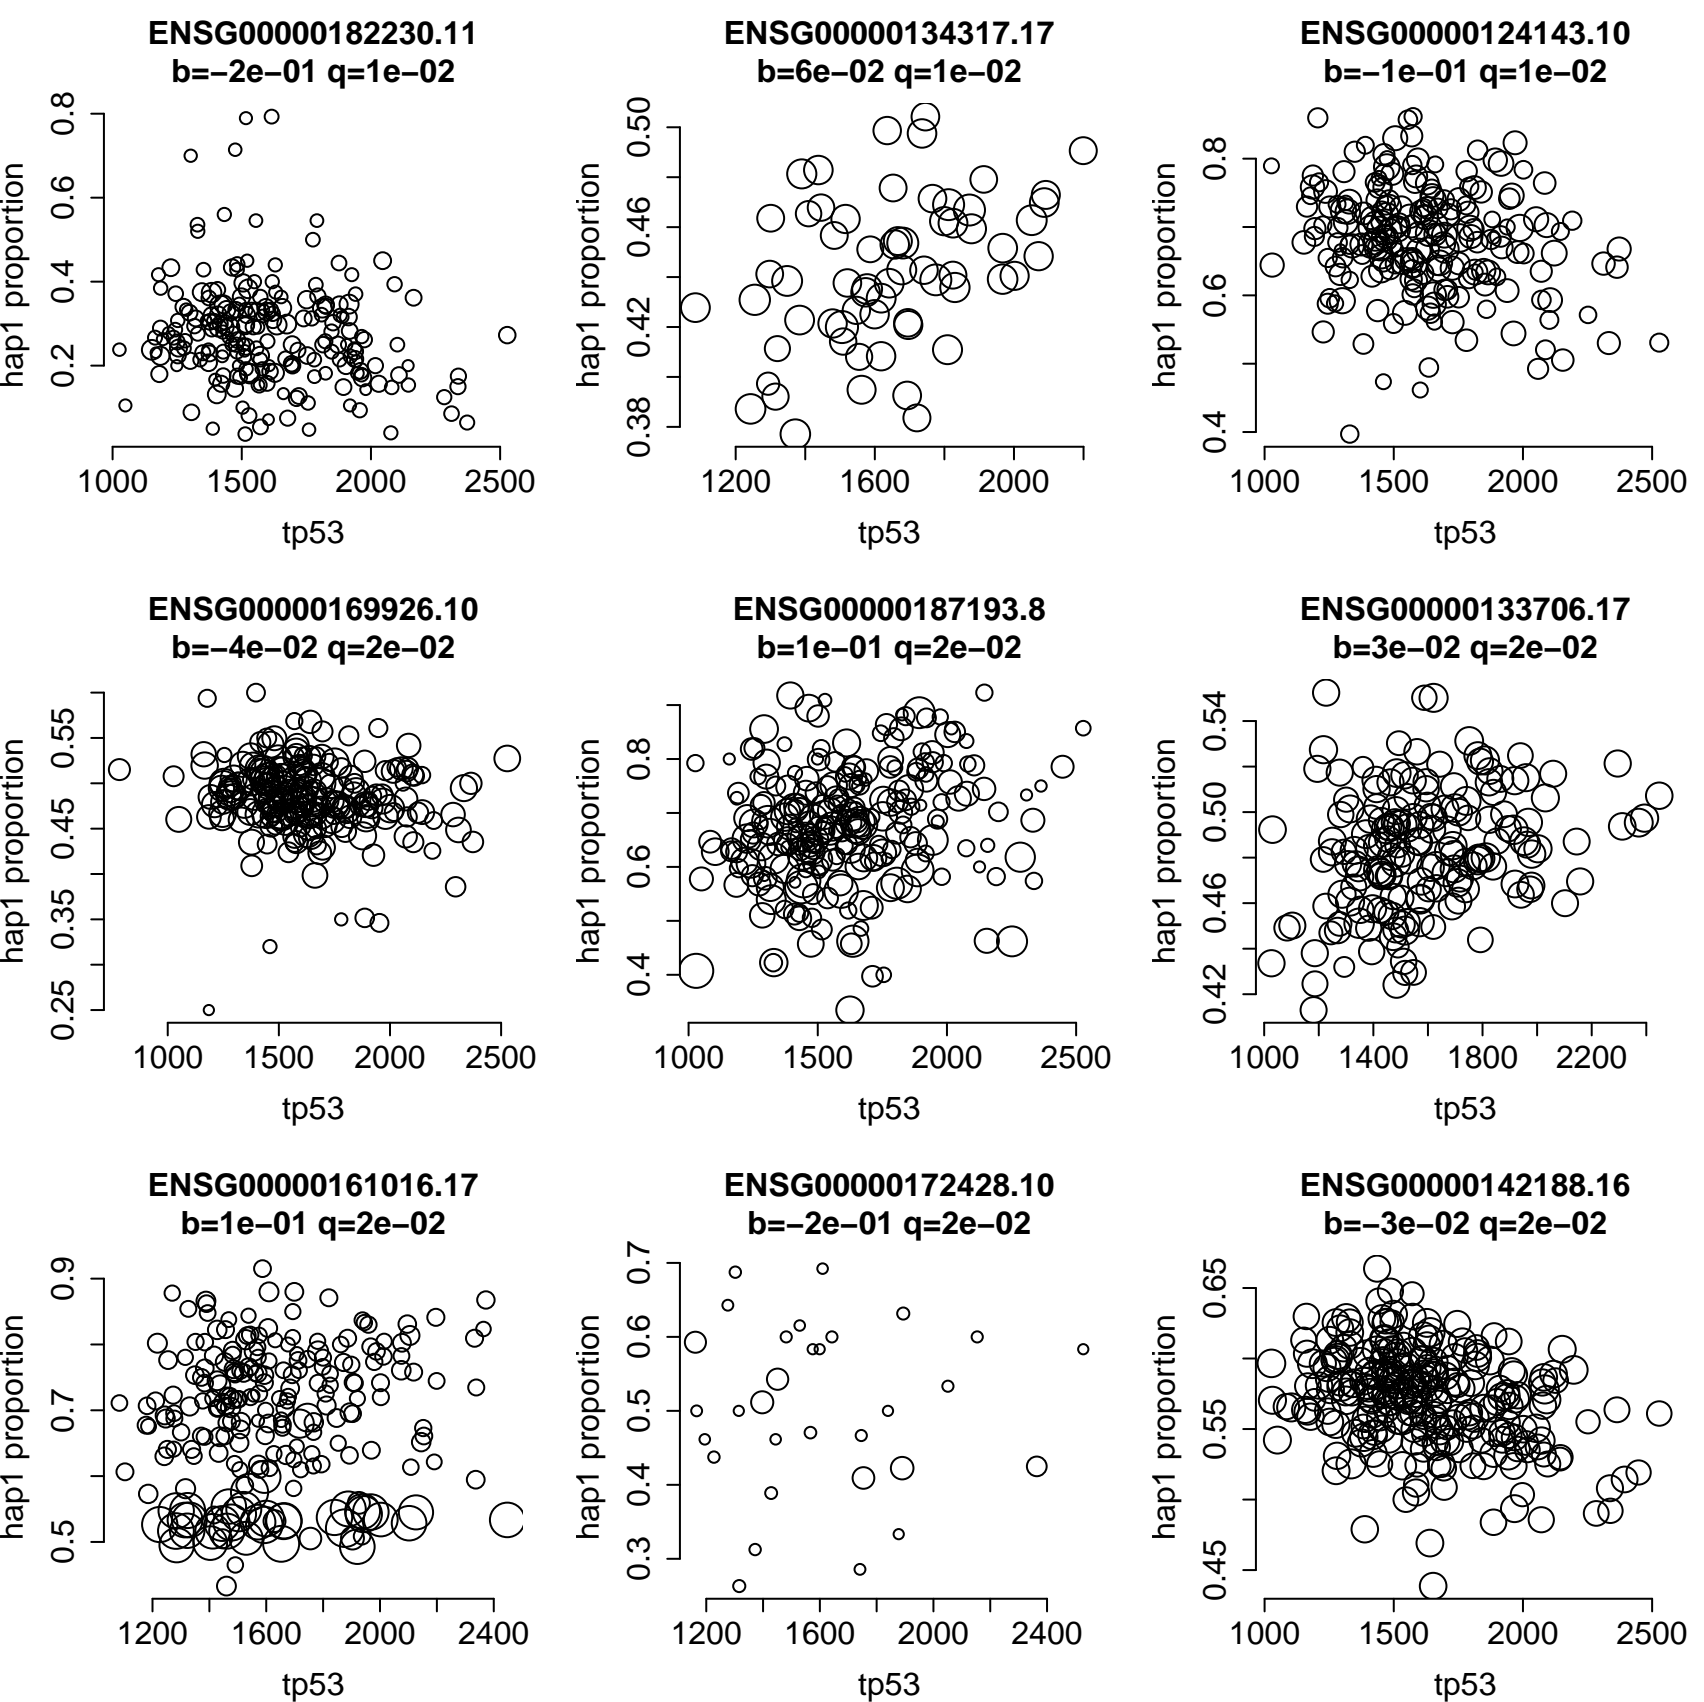 ENSG00000182230.11
b=−2e−01 q=1e−02
hap1 proportion
0.2 0.4 0.6 0.8
1000 1500 2000 2500
tp53
ENSG00000134317.17
b=6e−02 q=1e−02
hap1 proportion
0.38 0.42 0.46 0.50
1200 1600 2000
tp53
ENSG00000124143.10
b=−1e−01 q=1e−02
hap1 proportion
0.4 0.6 0.8
1000 1500 2000 2500
tp53
ENSG00000169926.10
b=−4e−02 q=2e−02
hap1 proportion
0.25 0.35 0.45 0.55
1000 1500 2000 2500
tp53
ENSG00000187193.8
b=1e−01 q=2e−02
hap1 proportion
0.4 0.6 0.8
1000 1500 2000 2500
tp53
ENSG00000133706.17
b=3e−02 q=2e−02
hap1 proportion
0.42 0.46 0.50 0.54
1000 1400 1800 2200
tp53
ENSG00000161016.17
b=1e−01 q=2e−02
hap1 proportion
0.5 0.7 0.9
1200 1600 2000 2400
tp53
ENSG00000172428.10
b=−2e−01 q=2e−02
hap1 proportion
0.3 0.4 0.5 0.6 0.7
1200 1600 2000 2400
tp53
ENSG00000142188.16
b=−3e−02 q=2e−02
hap1 proportion
0.45 0.55 0.65
1000 1500 2000 2500
tp53